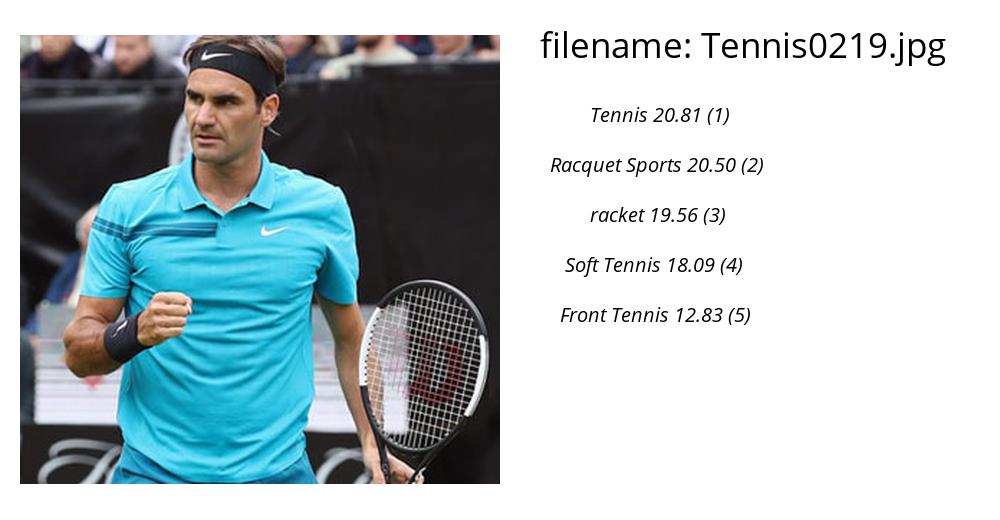 filename: Tennis0219.jpg
Tennis 20.81 (1)
Racquet Sports 20.50 (2)
racket 19.56 (3)
Soft Tennis 18.09 (4)
Front Tennis 12.83 (5)